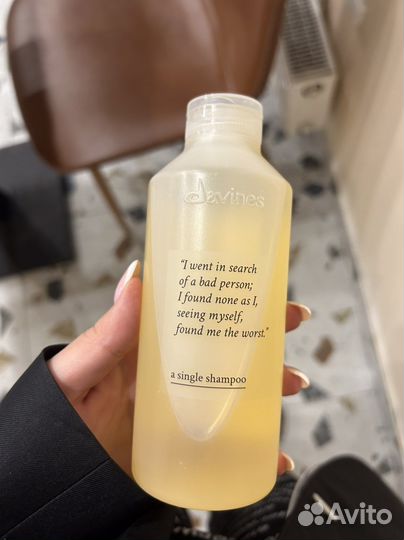 davines
"I went in search
of a bad person;
I found none as I,
seeing myself,
found me the worst."
a single shampoo
Avito